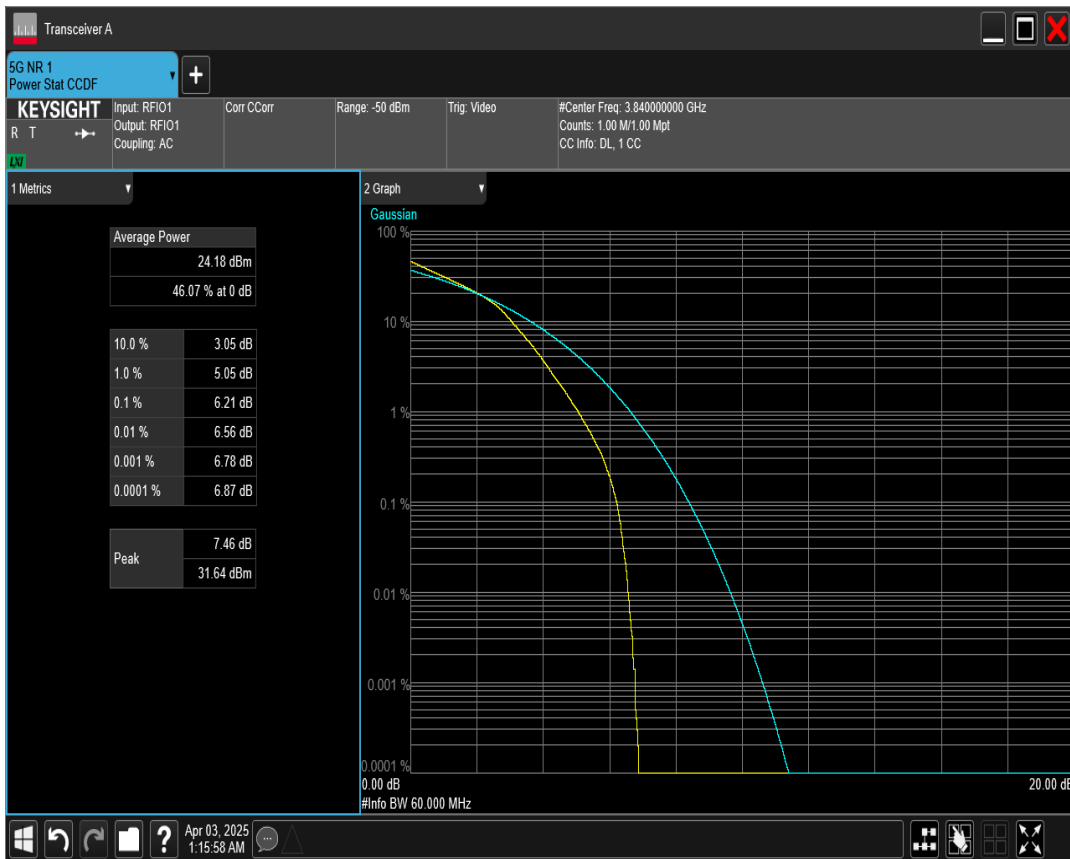 Transceiver A
5G NR 1
Power Stat CCDF
+
KEYSIGHT
R T
LXI
Input: RFIO1
Output: RFIO1
Coupling: AC
Corr CCorr
Range: -50 dBm
Trig: Video
#Center Freq: 3.840000000 GHz
Counts: 1.00 M/1.00 Mpt
CC Info: DL, 1 CC
1 Metrics
Average Power
24.18 dBm
46.07 % at 0 dB
10.0 % 3.05 dB
1.0 % 5.05 dB
0.1 % 6.21 dB
0.01 % 6.56 dB
0.001 % 6.78 dB
0.0001 % 6.87 dB
Peak
7.46 dB
31.64 dBm
2 Graph
Gaussian
100 %
10 %
1 %
0.1 %
0.01 %
0.001 %
0.0001 %
0.00 dB 20.00 dB
#Info BW 60.000 MHz
?
Apr 03, 2025
1:15:58 AM